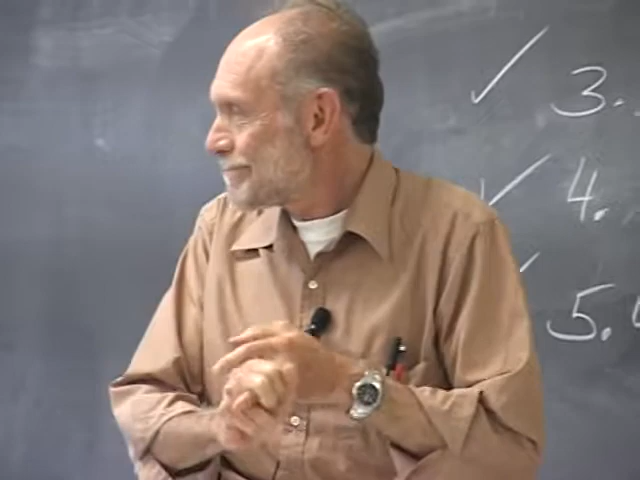 ✓ 3.
✓ 4.
✓ 5.